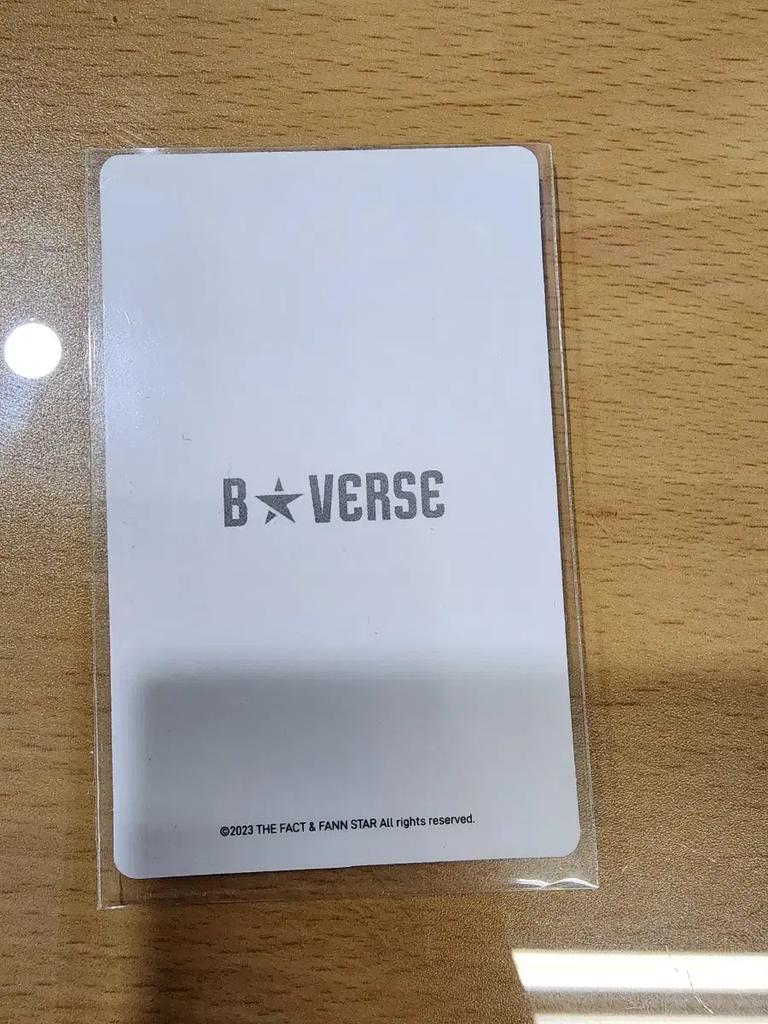 B★VERSE
©2023 THE FACT & FANN STAR All rights reserved.